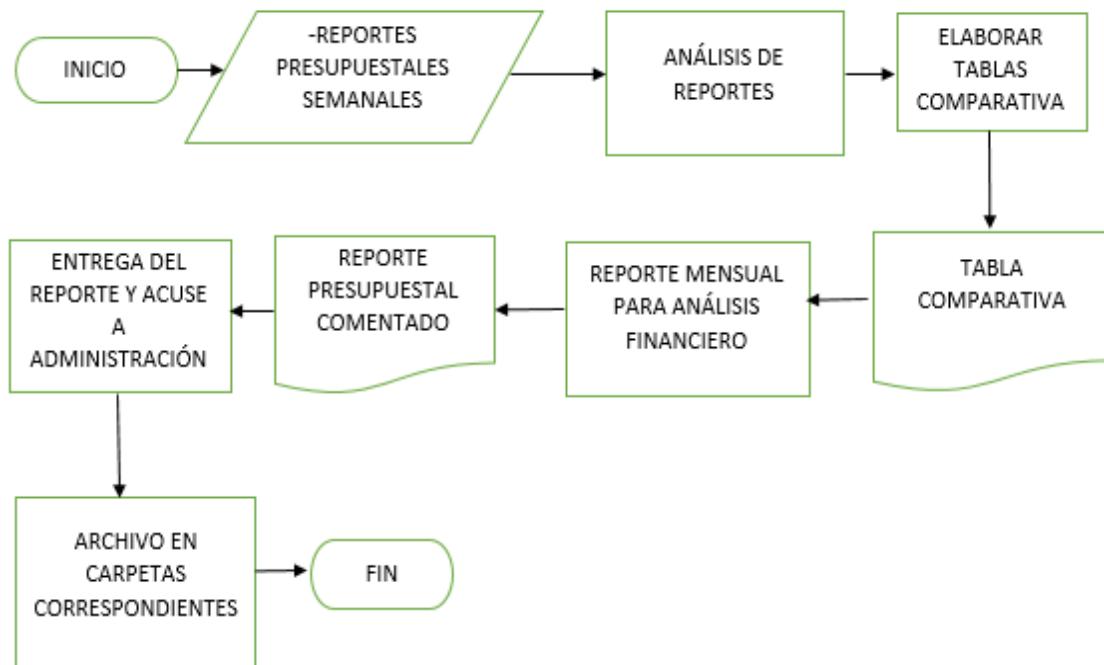 INICIO
-REPORTES
PRESUPUESTALES
SEMANALES
ANÁLISIS DE
REPORTES
ELABORAR
TABLAS
COMPARATIVA
TABLA
COMPARATIVA
REPORTE MENSUAL
PARA ANÁLISIS
FINANCIERO
REPORTE
PRESUPUESTAL
COMENTADO
ENTREGA DEL
REPORTE Y ACUSE
A
ADMINISTRACIÓN
ARCHIVO EN
CARPETAS
CORRESPONDIENTES
FIN